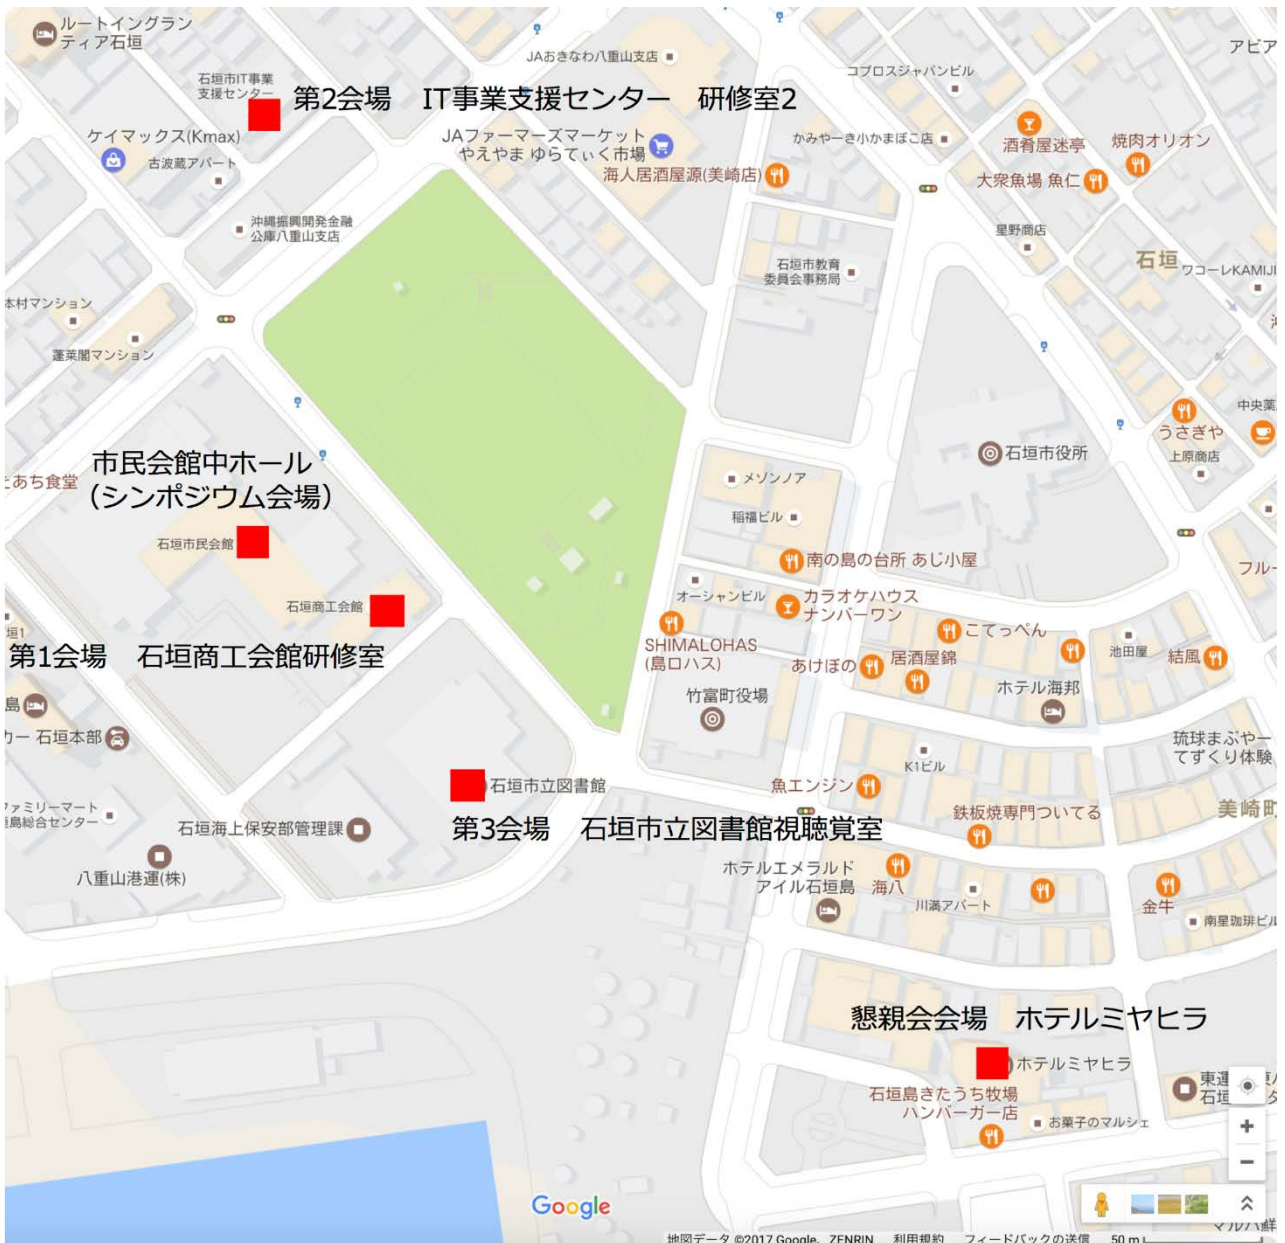 ルートイングラン
ティア石垣
石垣市IT事業
支援センター
第2会場　IT事業支援センター　研修室2
JAおきなわ八重山支店
コブロスジャパンビル
アピア
ケイマックス(Kmax)
古波蔵アパート
JAファーマーズマーケット
やえやま ゆらてぃく市場
海人居酒屋源(美崎店)
かみやーき小かまぼこ店
酒肴屋迷亭
焼肉オリオン
大衆魚場 魚仁
沖縄振興開発金融
公庫八重山支店
星野商店
石垣
ワコーレKAMIJI
石垣市教育
委員会事務局
本村マンション
蓬莱閣マンション
中央薬
うさぎや
上原商店
石垣市役所
市民会館中ホール
（シンポジウム会場）
あち食堂
メゾンノア
稲福ビル
石垣市民会館
南の島の台所 あじ小屋
フルー
オーシャンビル
カラオケハウス
ナンバーワン
石垣商工会館
垣1
第1会場　石垣商工会館研修室
SHIMALOHAS
(島ロハス)
こてっぺん
あけぼの
居酒屋錦
池田屋
結風
島
竹富町役場
ホテル海邦
カー 石垣本部
琉球まぶやー
てずくり体験
K1ビル
石垣市立図書館
魚エンジン
鉄板焼専門ついてる
美崎町
ファミリーマート
島総合センター
石垣海上保安部管理課
第3会場　石垣市立図書館視聴覚室
八重山港運(株)
ホテルエメラルド
アイル石垣島
海八
川満アパート
金牛
南星珈琲ビル
懇親会会場　ホテルミヤヒラ
ホテルミヤヒラ
石垣島きたうち牧場
ハンバーガー店
お菓子のマルシェ
東運
石垣
Google
マルハ鮮
地図データ ©2017 Google、ZENRIN　利用規約　フィードバックの送信　50 m